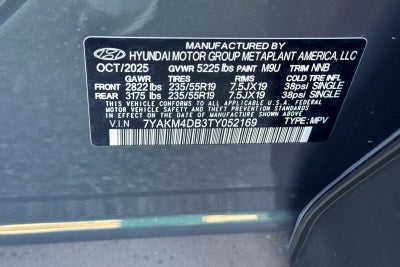 MANUFACTURED BY
HYUNDAI MOTOR GROUP METAPLANT AMERICA, LLC
OCT/2025 GVWR 5225 lbs PAINT M9U TRIM NNB
COLD TIRE INFL
FRONT 2822 lbs 235/55R19 7.5JX19 38psi SINGLE
REAR 3175 lbs 235/55R19 7.5JX19 38psi SINGLE
THIS VEHICLE CONFORMS TO ALL APPLICABLE U.S.A. FEDERAL
MOTOR VEHICLE SAFETY AND THEFT PREVENTION STANDARDS
IN EFFECT ON THE DATE OF MANUFACTURE SHOWN ABOVE.
V.I.N 7YAKM4DB3TY052169 TYPE: MPV